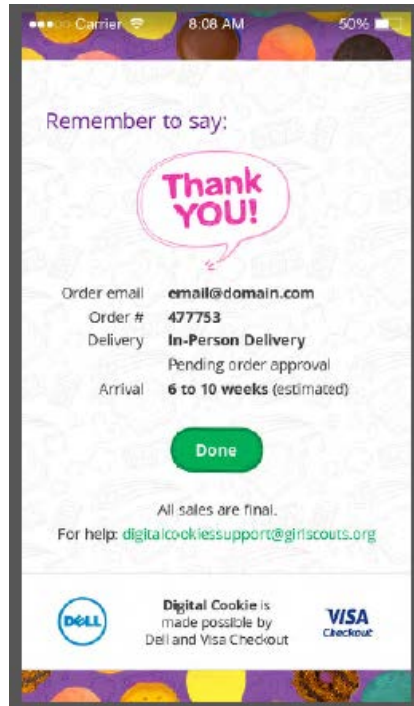 Carrier 8:08 AM 50%
Remember to say:
Thank
YOU!
Order email email@domain.com
Order # 477753
Delivery In-Person Delivery
Pending order approval
Arrival 6 to 10 weeks (estimated)
Done
All sales are final.
For help: digitalcookiessupport@girlscouts.org
DELL
Digital Cookie is
made possible by
Dell and Visa Checkout
VISA
Checkout